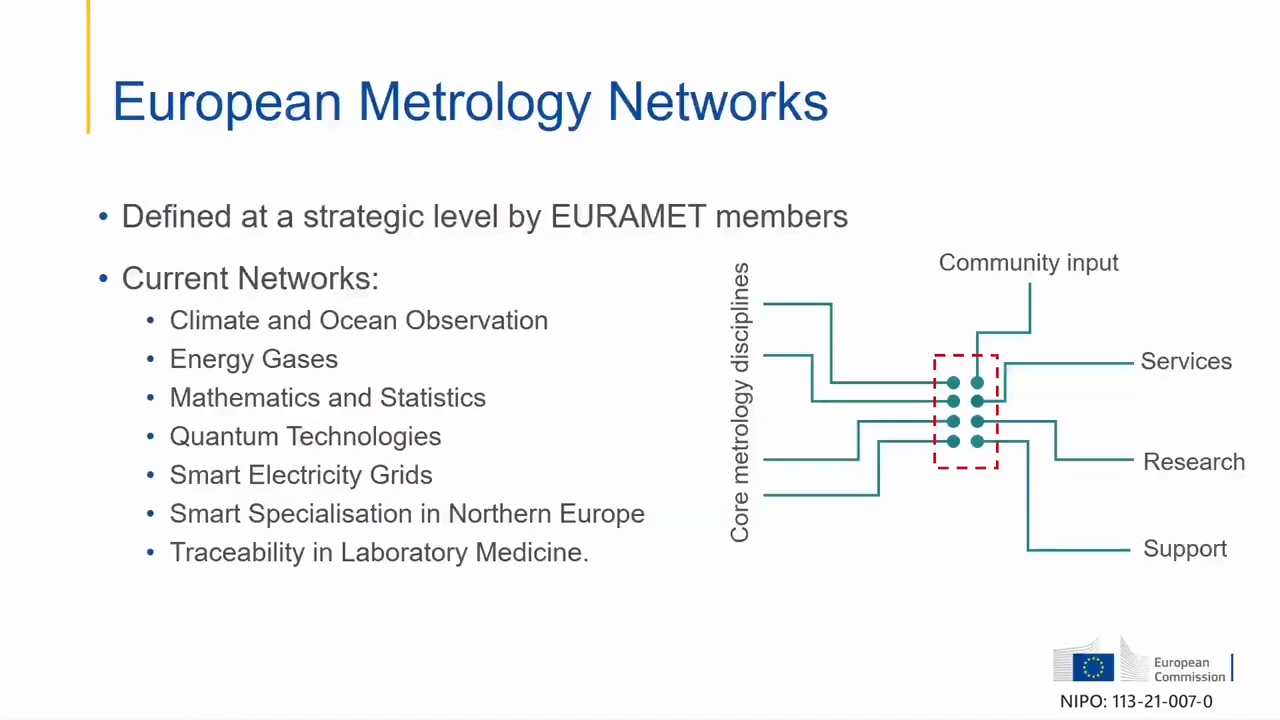 European Metrology Networks
• Defined at a strategic level by EURAMET members
• Current Networks:
• Climate and Ocean Observation
• Energy Gases
• Mathematics and Statistics
• Quantum Technologies
• Smart Electricity Grids
• Smart Specialisation in Northern Europe
• Traceability in Laboratory Medicine.
Core metrology disciplines
Community input
Services
Research
Support
European
Commission
NIPO: 113-21-007-0